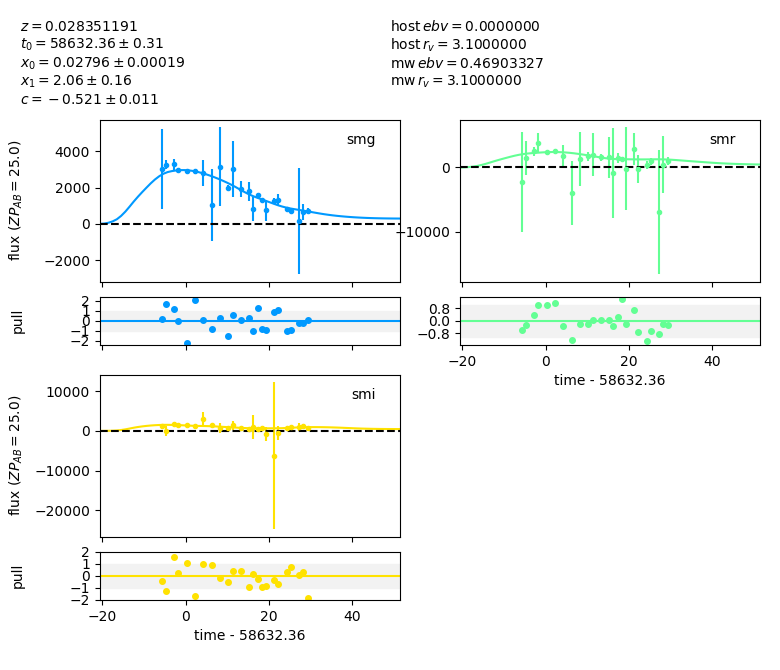 z = 0.028351191
t₀ = 58632.36 ± 0.31
x₀ = 0.02796 ± 0.00019
x₁ = 2.06 ± 0.16
c = −0.521 ± 0.011
host ebv = 0.0000000
host r_v = 3.1000000
mw ebv = 0.46903327
mw r_v = 3.1000000
smg
flux (ZP_AB = 25.0)
4000
2000
0
−2000
smr
0
−10000
pull
2
1
0
−1
−2
0.8
0.0
−0.8
−20
0
20
40
time - 58632.36
smi
flux (ZP_AB = 25.0)
10000
0
−10000
−20000
pull
2
1
0
−1
−2
−20
0
20
40
time - 58632.36